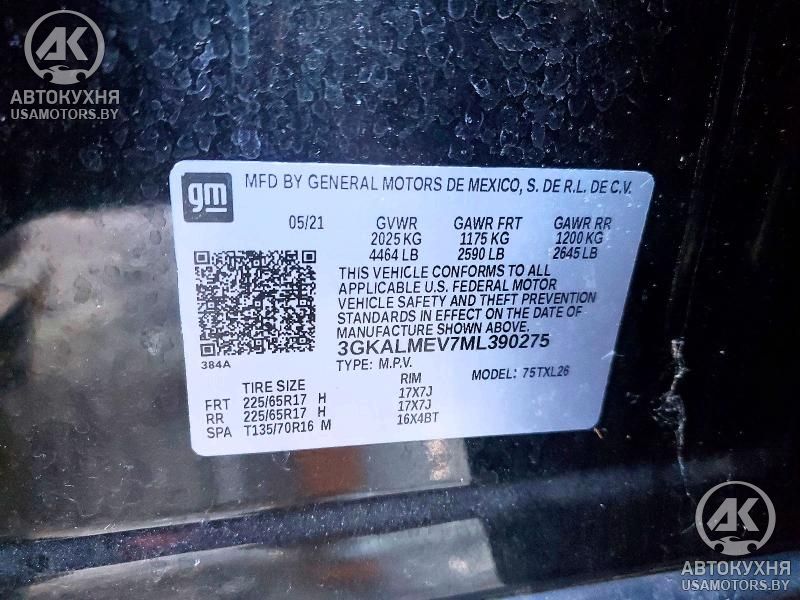 AK
АВТОКУХНЯ
USAMOTORS.BY
gm MFD BY GENERAL MOTORS DE MEXICO, S. DE R.L. DE C.V.
05/21 GVWR GAWR FRT GAWR RR
2025 KG 1175 KG 1200 KG
4464 LB 2590 LB 2645 LB
THIS VEHICLE CONFORMS TO ALL
APPLICABLE U.S. FEDERAL MOTOR
VEHICLE SAFETY AND THEFT PREVENTION
STANDARDS IN EFFECT ON THE DATE OF
MANUFACTURE SHOWN ABOVE.
384A 3GKALMEV7ML390275
TYPE: M.P.V. MODEL: 75TXL26
TIRE SIZE RIM
FRT 225/65R17 H 17X7J
RR 225/65R17 H 17X7J
SPA T135/70R16 M 16X4BT
AK
АВТОКУХНЯ
USAMOTORS.BY